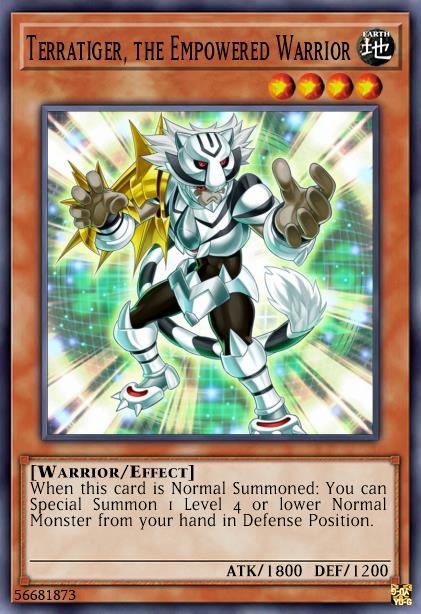 Terratiger, the Empowered Warrior
EARTH
地
[Warrior/Effect]
When this card is Normal Summoned: You can
Special Summon 1 Level 4 or lower Normal
Monster from your hand in Defense Position.
ATK/1800 DEF/1200
56681873